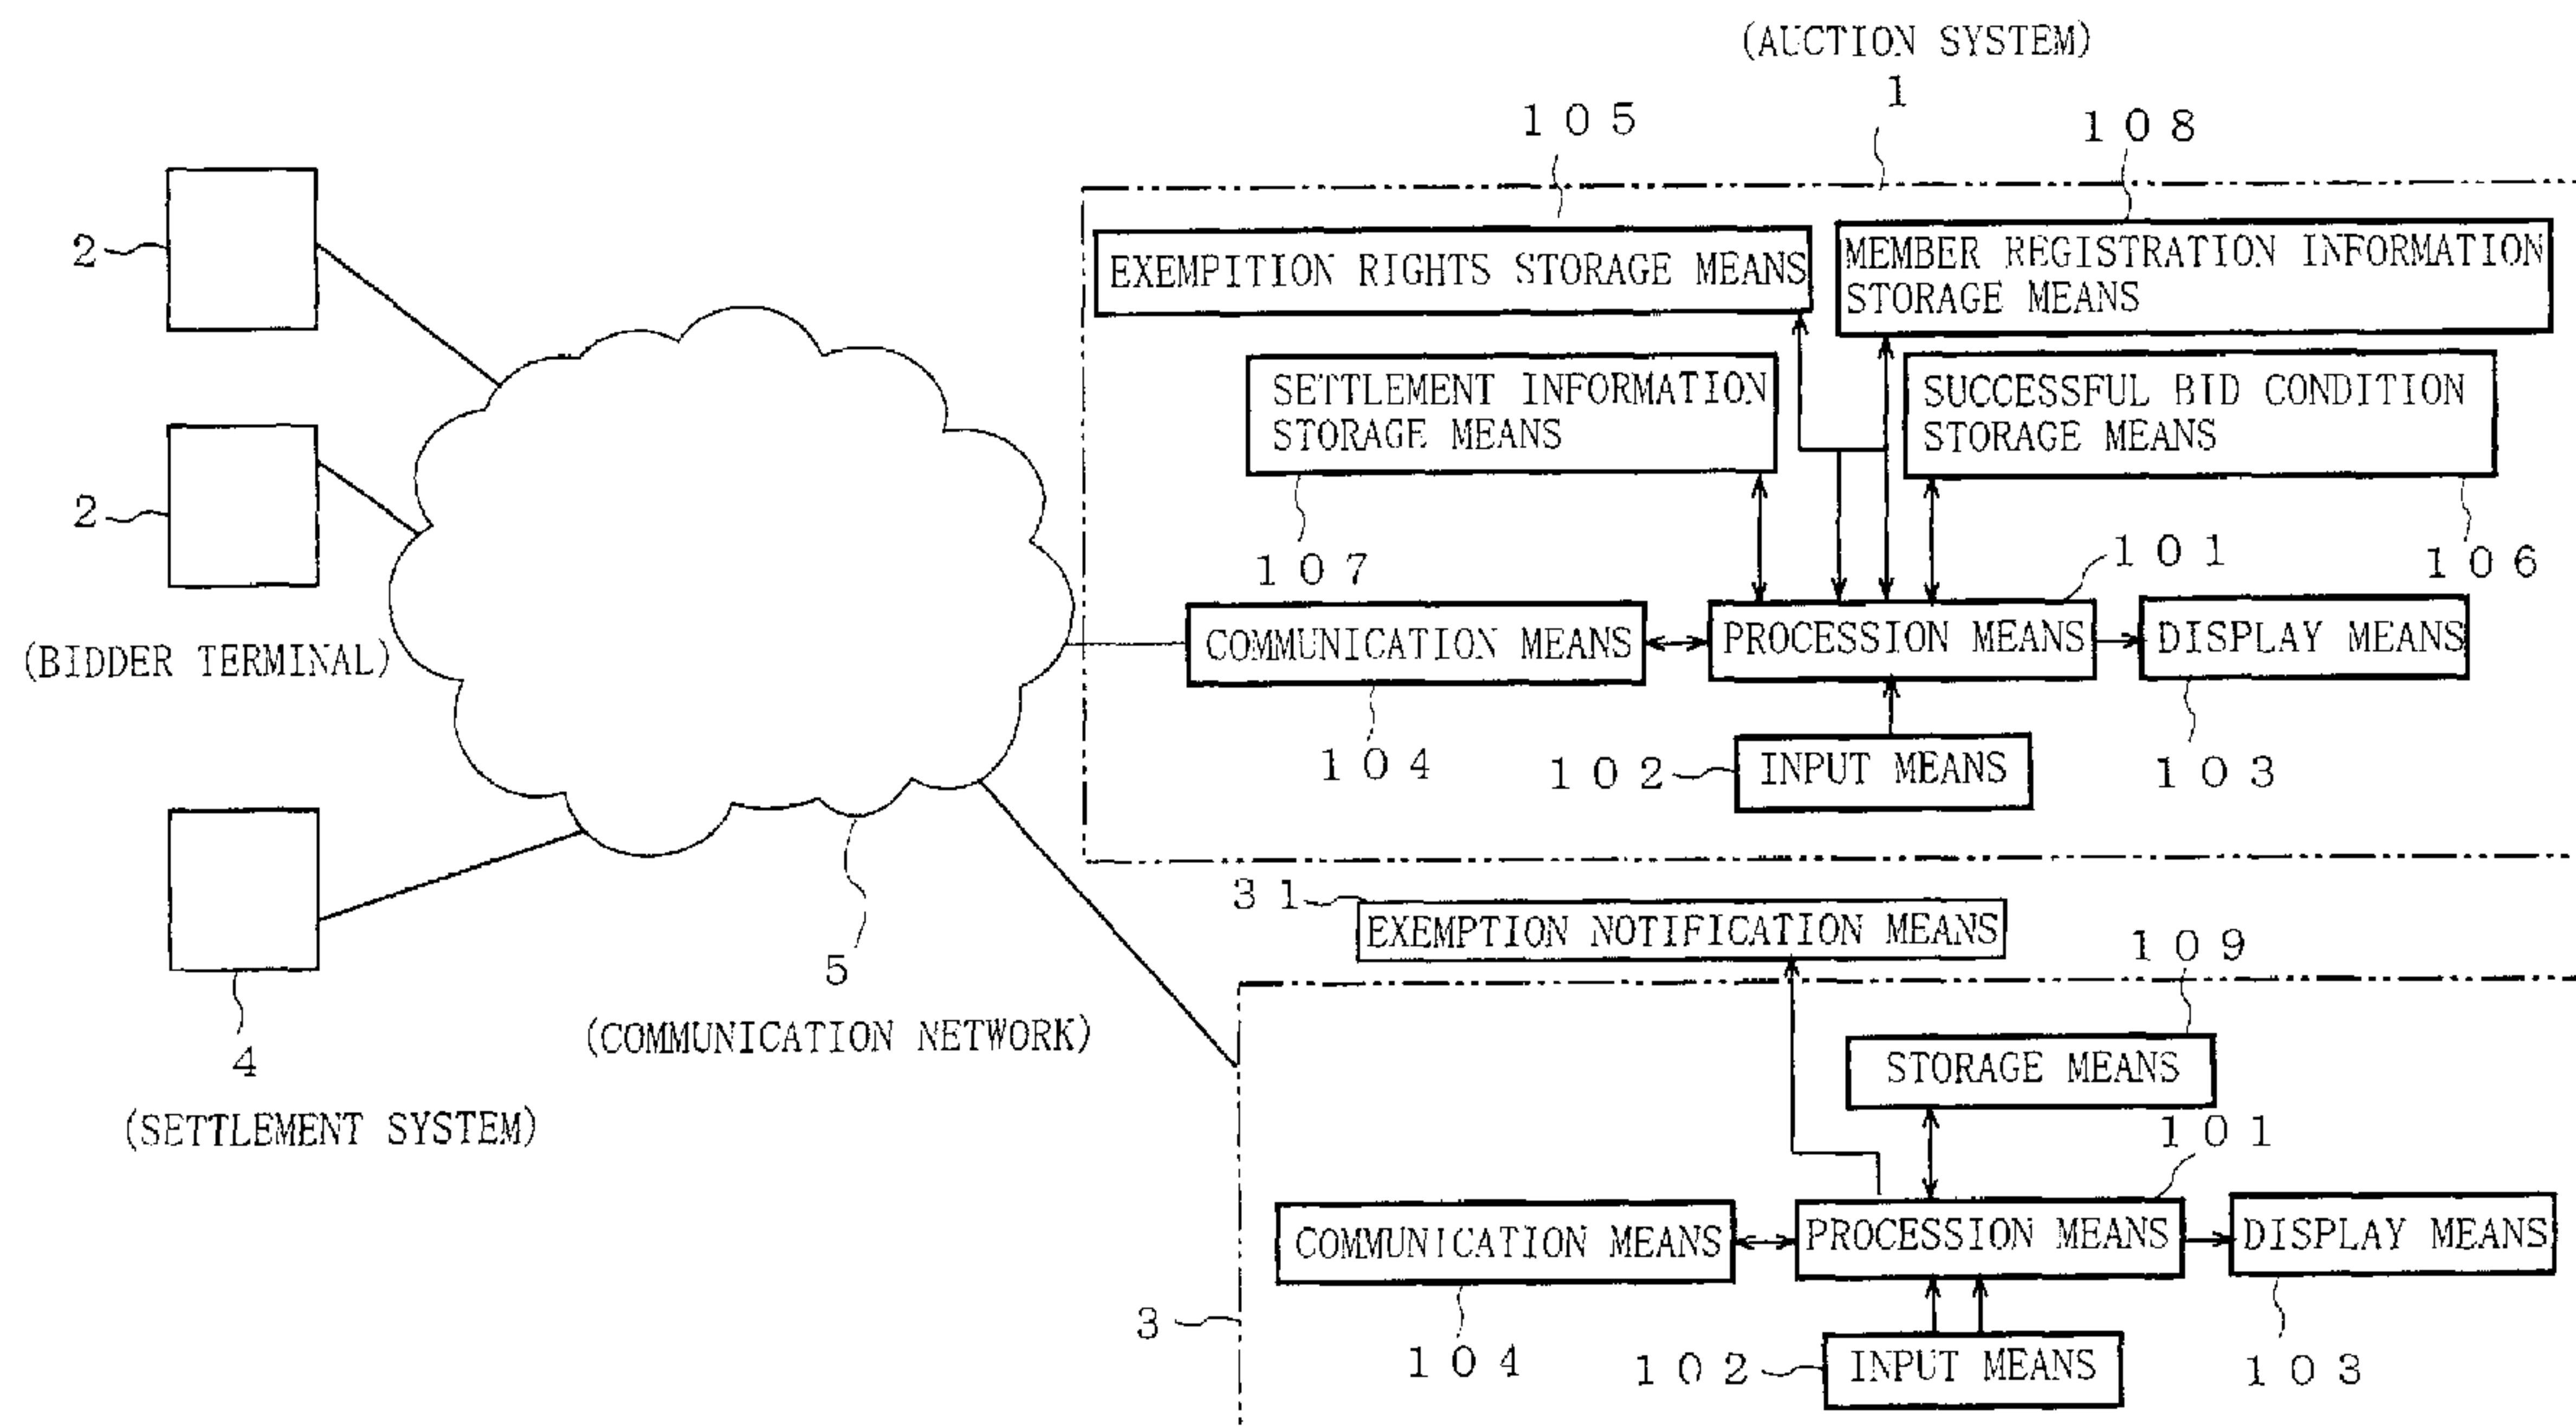 (AUCTION SYSTEM)
1
105
108
2
EXEMPITION RIGHTS STORAGE MEANS
MEMBER REGISTRATION INFORMATION
STORAGE MEANS
SETTLEMENT INFORMATION
STORAGE MEANS
SUCCESSFUL BID CONDITION
STORAGE MEANS
2
107
101
106
(BIDDER TERMINAL)
COMMUNICATION MEANS
PROCESSION MEANS
DISPLAY MEANS
104
102
INPUT MEANS
103
31
EXEMPTION NOTIFICATION MEANS
109
5
4
(COMMUNICATION NETWORK)
STORAGE MEANS
(SETTLEMENT SYSTEM)
101
COMMUNICATION MEANS
PROCESSION MEANS
DISPLAY MEANS
3
104
102
INPUT MEANS
103